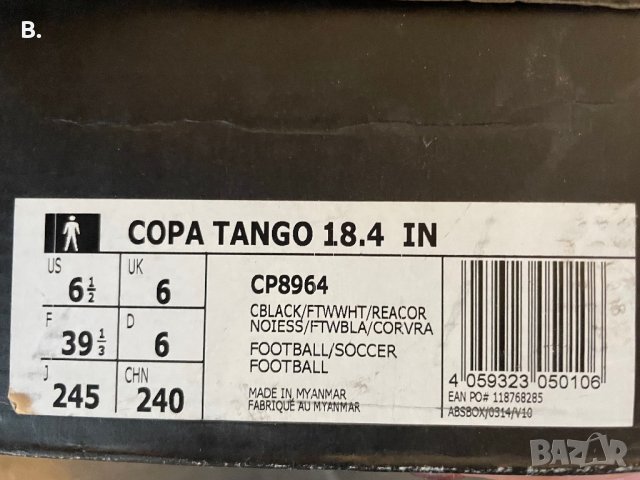 B.
COPA TANGO 18.4 IN
US 6 1/2 UK 6
F 39 1/3 D 6
J 245 CHN 240
CP8964
CBLACK/FTWWHT/REACOR
NOIESS/FTWBLA/CORVRA
FOOTBALL/SOCCER
FOOTBALL
MADE IN MYANMAR
FABRIQUÉ AU MYANMAR
4 059323 050106
EAN PO# 118768285
ABSBOX/0314/V10
BAZAR